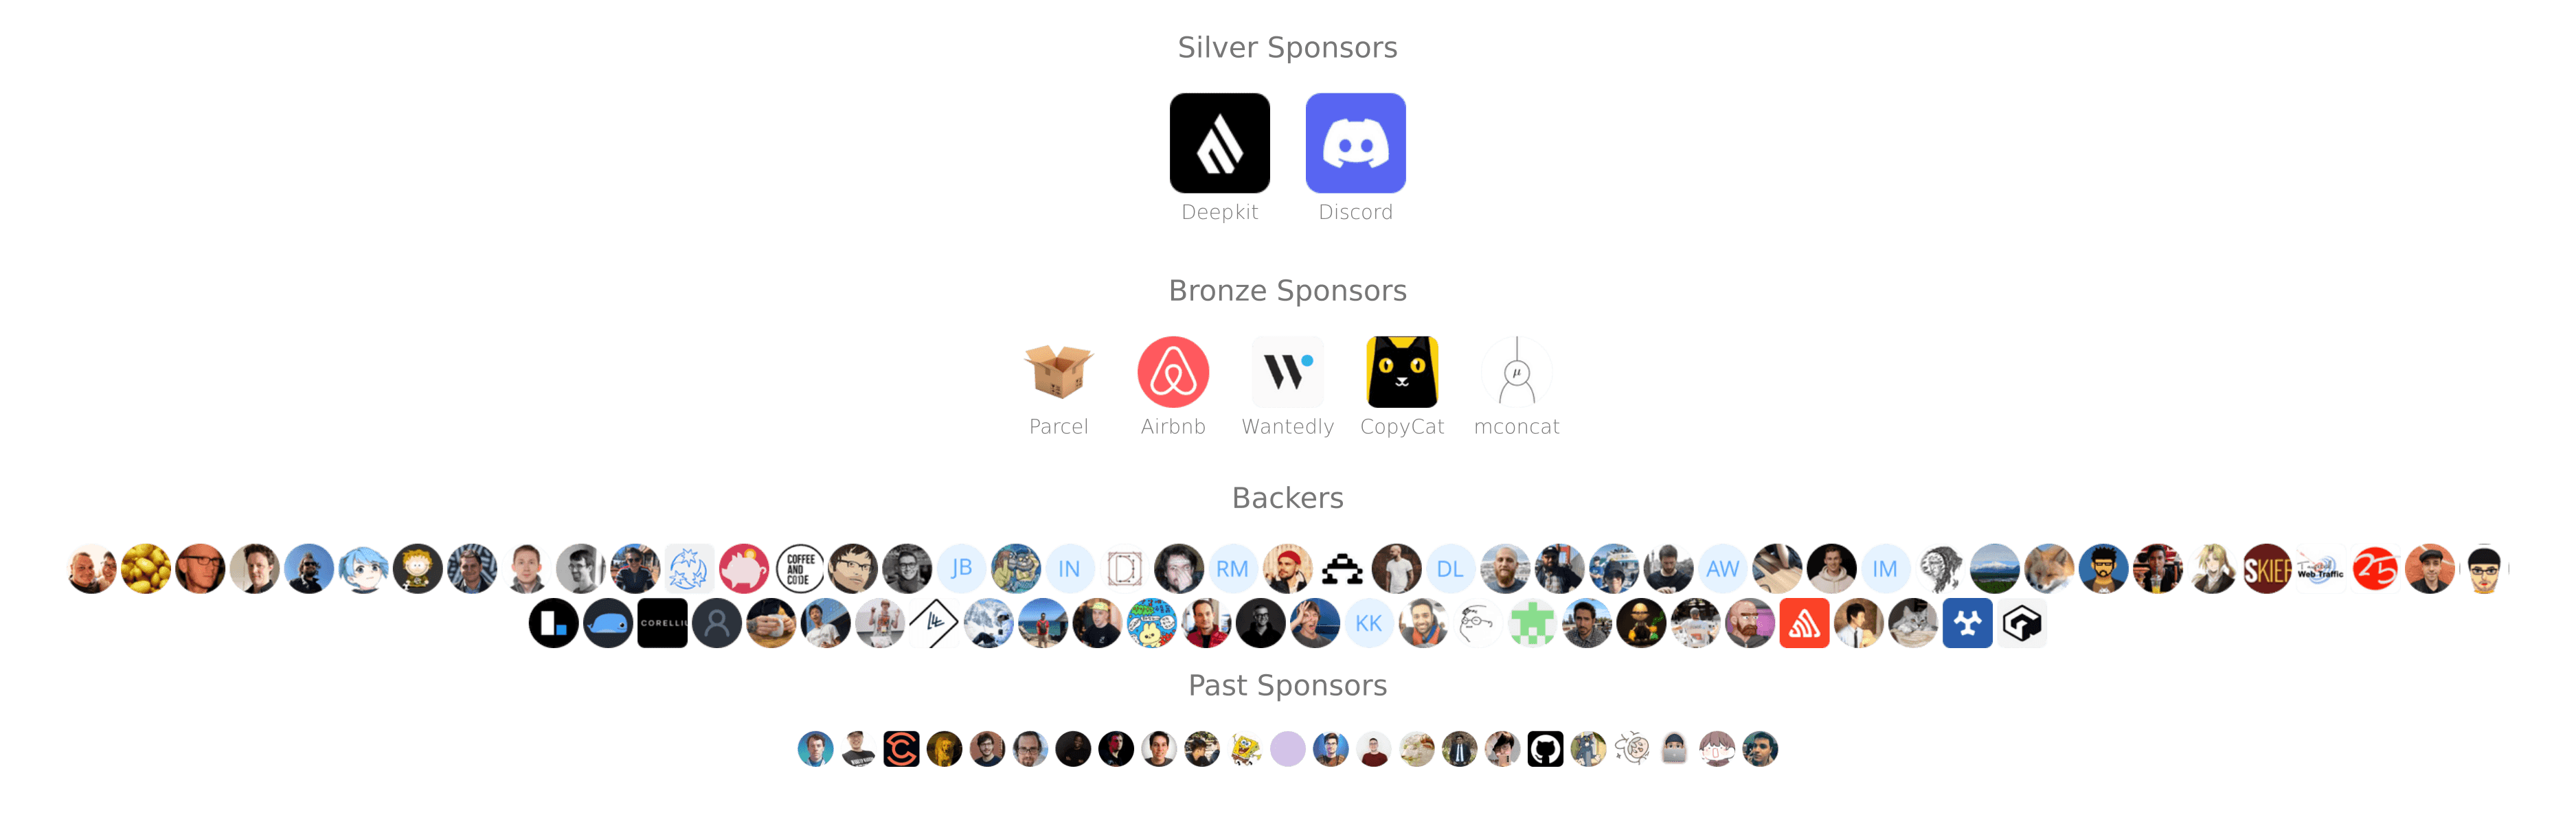 Silver Sponsors
Deepkit Discord
Bronze Sponsors
Parcel Airbnb Wantedly CopyCat mconcat
Backers
COFFEE AND CODE JB IN RM DL AW IM SKIEF Web Traffic 25
CORELLIU KK
Past Sponsors